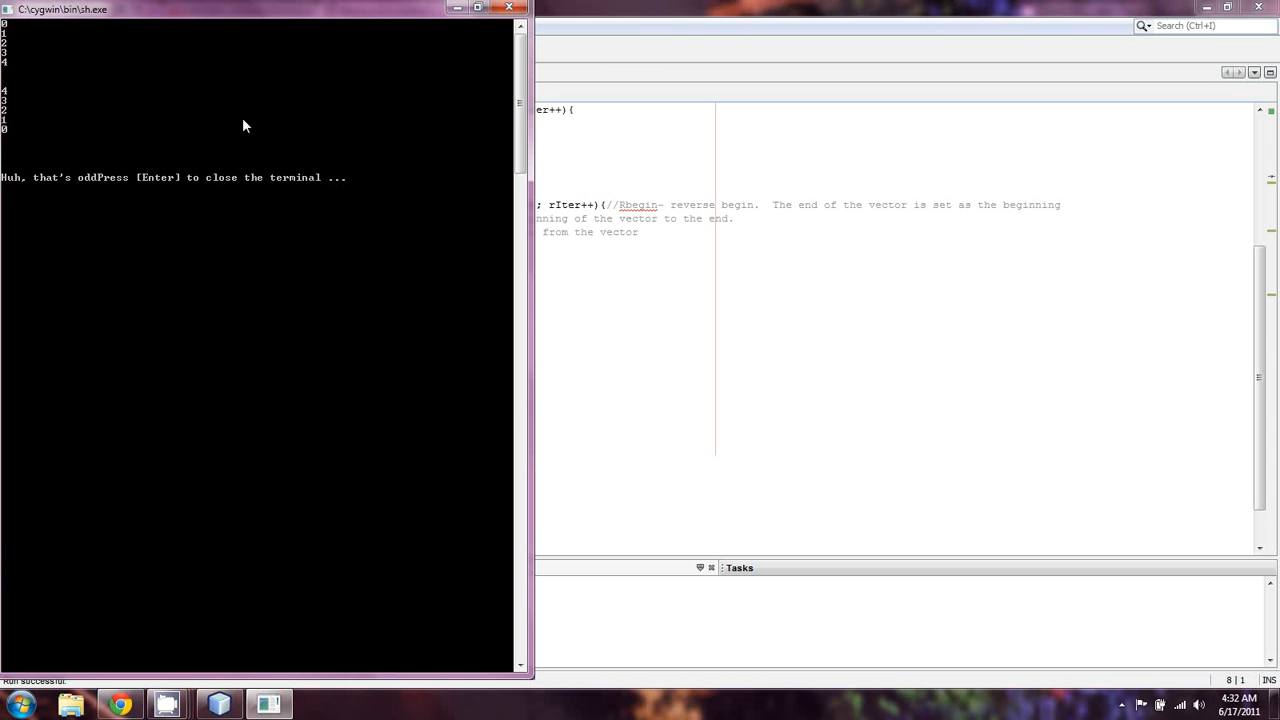 C:\cygwin\bin\sh.exe
Search (Ctrl+I)
0
1
2
3
4
4
3
2
1
0
Huh, that's oddPress [Enter] to close the terminal ...
er++){
; rIter++){//Rbegin- reverse begin.  The end of the vector is set as the beginning
nning of the vector to the end.
from the vector
Tasks
Run successful.
8 | 1
INS
4:32 AM
6/17/2011